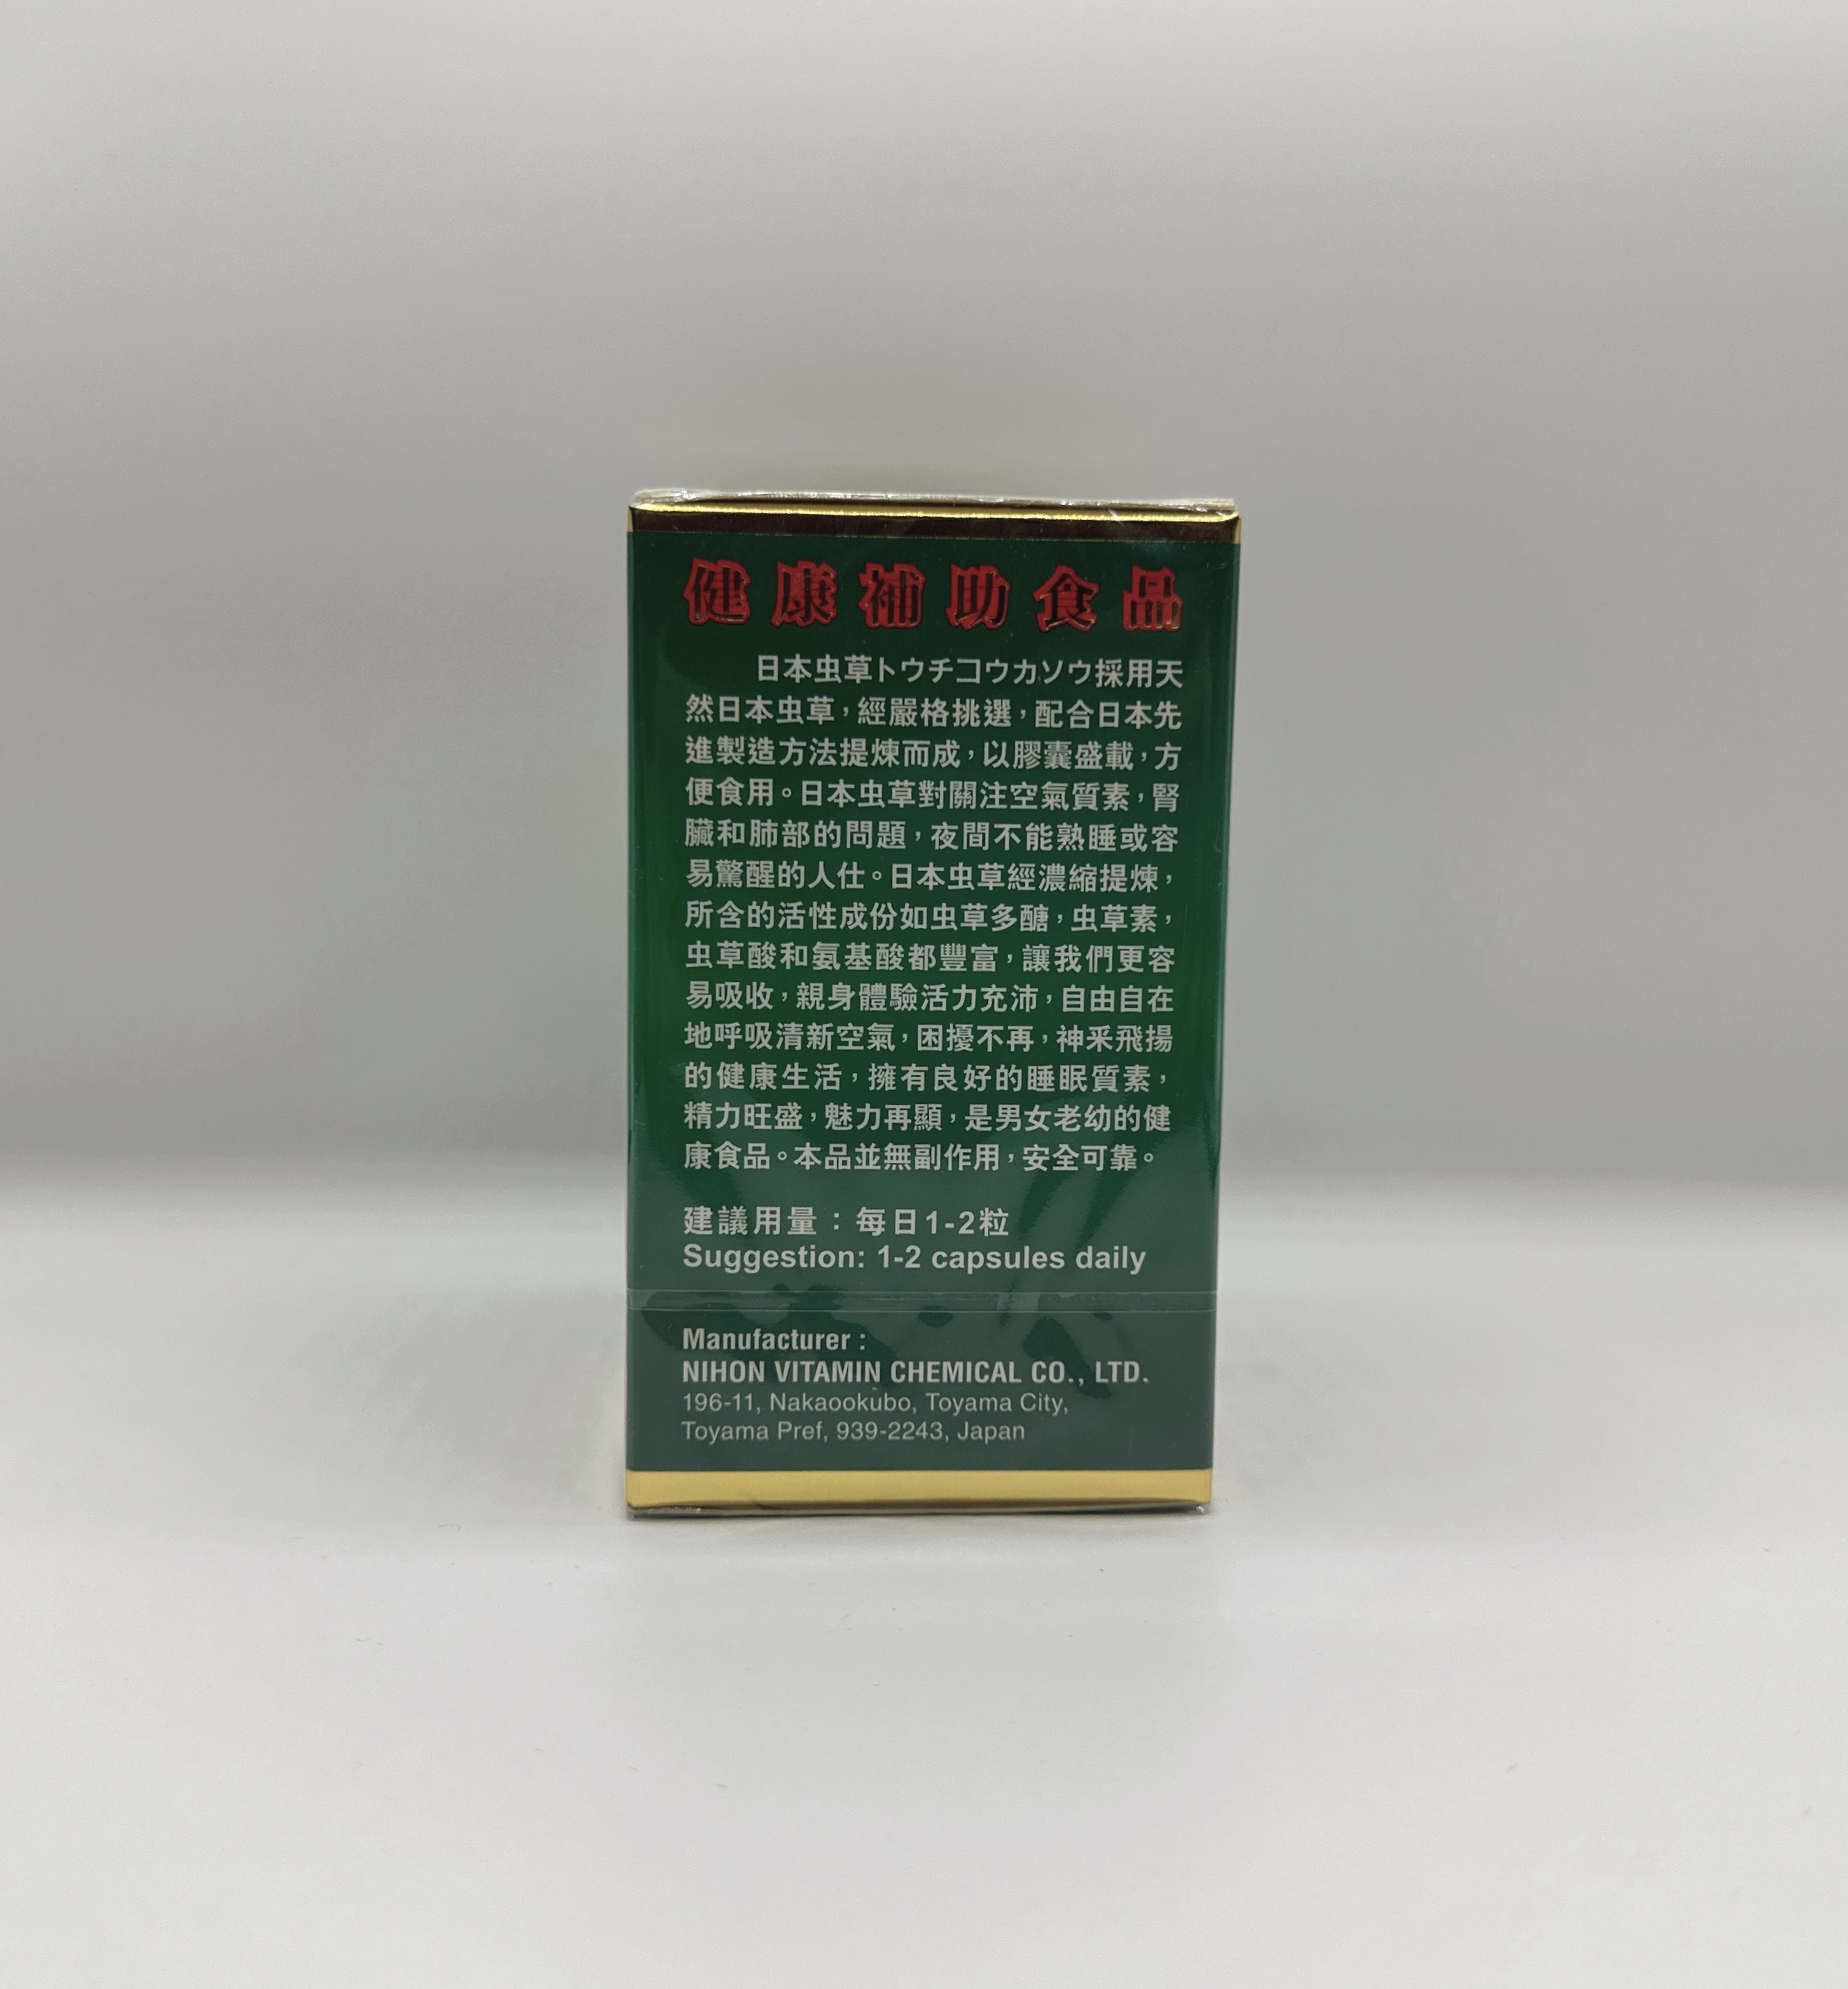 健康補助食品
日本虫草トウチコウカソウ採用天
然日本虫草，經嚴格挑選，配合日本先
進製造方法提煉而成，以膠囊盛載，方
便食用。日本虫草對關注空氣質素，腎
臟和肺部的問題，夜間不能熟睡或容
易驚醒的人仕。日本虫草經濃縮提煉，
所含的活性成份如虫草多醣，虫草素，
虫草酸和氨基酸都豐富，讓我們更容
易吸收，親身體驗活力充沛，自由自在
地呼吸清新空氣，困擾不再，神釆飛揚
的健康生活，擁有良好的睡眠質素，
精力旺盛，魅力再顯，是男女老幼的健
康食品。本品並無副作用，安全可靠。
建議用量：每日1-2粒
Suggestion: 1-2 capsules daily
Manufacturer :
NIHON VITAMIN CHEMICAL CO., LTD.
196-11, Nakaookubo, Toyama City,
Toyama Pref, 939-2243, Japan